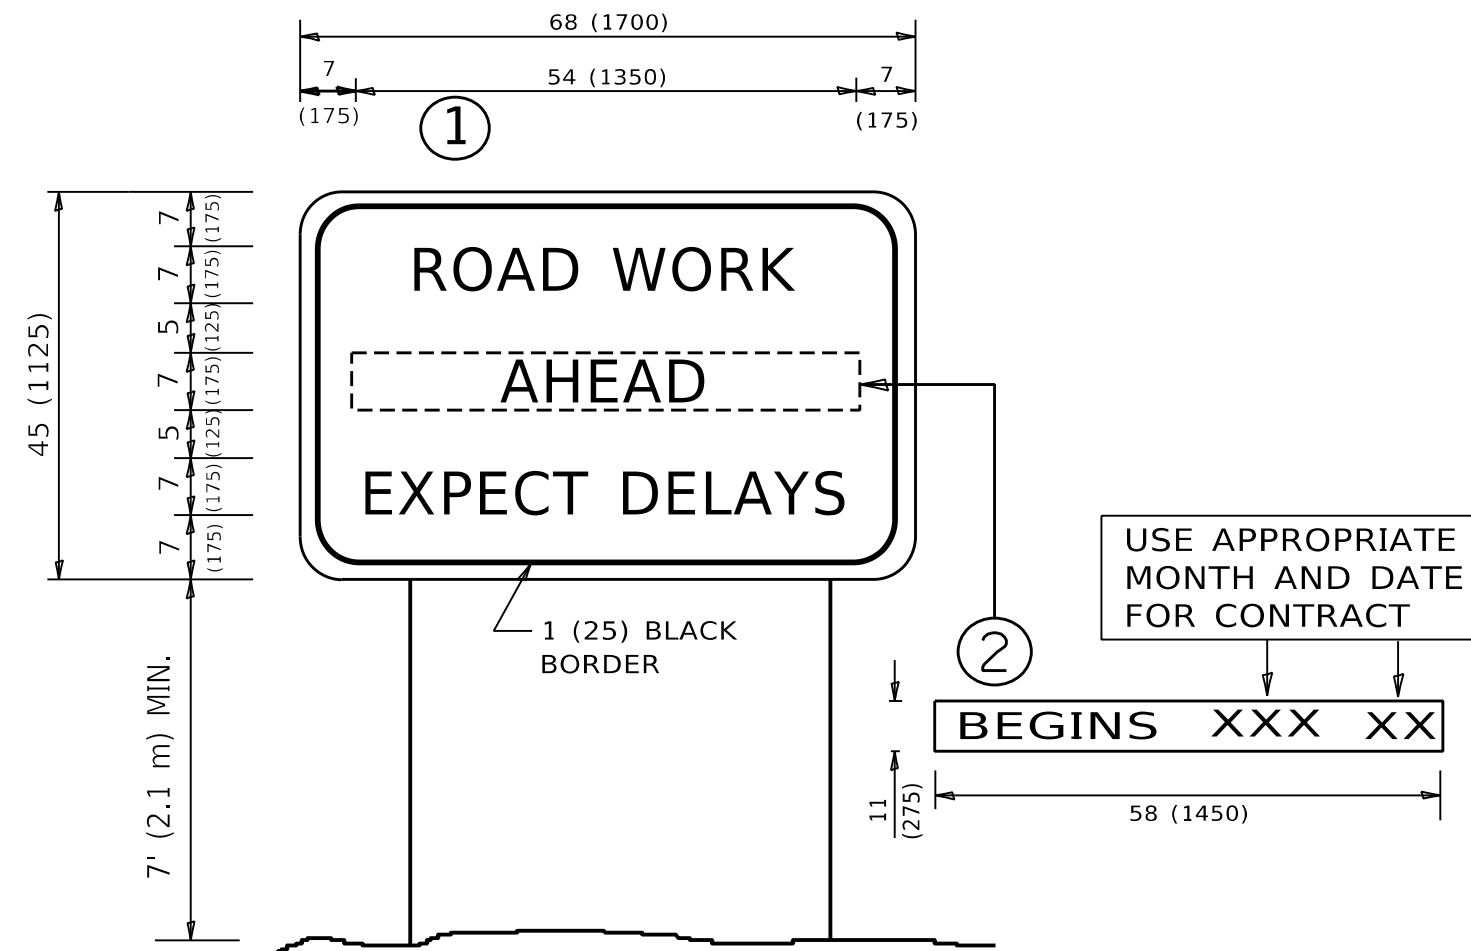 68 (1700)
7
54 (1350)
7
(175)
(175)
1
7
(175)
7
(175)
5
(125)
7
(175)
5
(125)
7
(175)
7
(175)
45 (1125)
ROAD WORK
AHEAD
EXPECT DELAYS
1 (25) BLACK
BORDER
7' (2.1 m) MIN.
USE APPROPRIATE
MONTH AND DATE
FOR CONTRACT
2
BEGINS XXX XX
11
(275)
58 (1450)